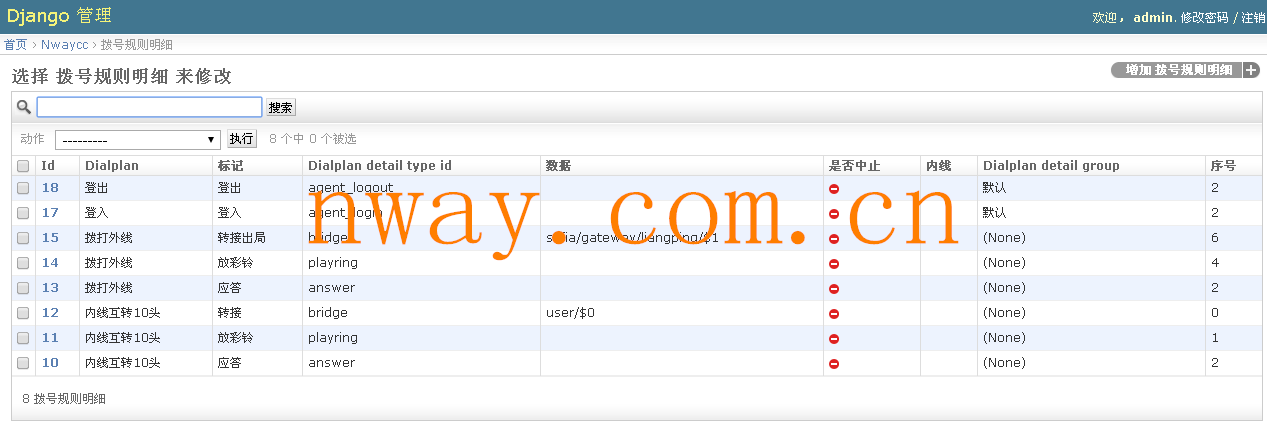 Django 管理
欢迎， admin. 修改密码 / 注销
首页 › Nwaycc › 拨号规则明细
选择 拨号规则明细 来修改
增加 拨号规则明细 +
搜索
动作 --------- 执行 8 个中 0 个被选
Id Dialplan 标记 Dialplan detail type id 数据 是否中止 内线 Dialplan detail group 序号
18 登出 登出 agent_logout 默认 2
17 登入 登入 agent_login 默认 2
15 拨打外线 转接出局 bridge sofia/gateway/liangping/$1 (None) 6
14 拨打外线 放彩铃 playring (None) 4
13 拨打外线 应答 answer (None) 2
12 内线互转10头 转接 bridge user/$0 (None) 0
11 内线互转10头 放彩铃 playring (None) 1
10 内线互转10头 应答 answer (None) 2
nway.com.cn
8 拨号规则明细